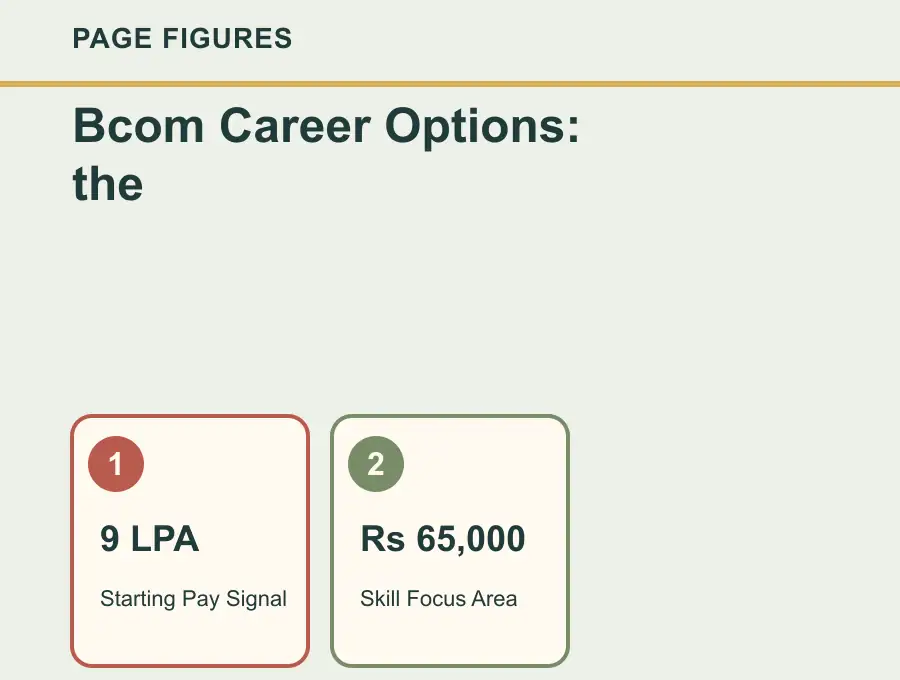 PAGE FIGURES
Bcom Career Options:
the
1
9 LPA
Starting Pay Signal
2
Rs 65,000
Skill Focus Area